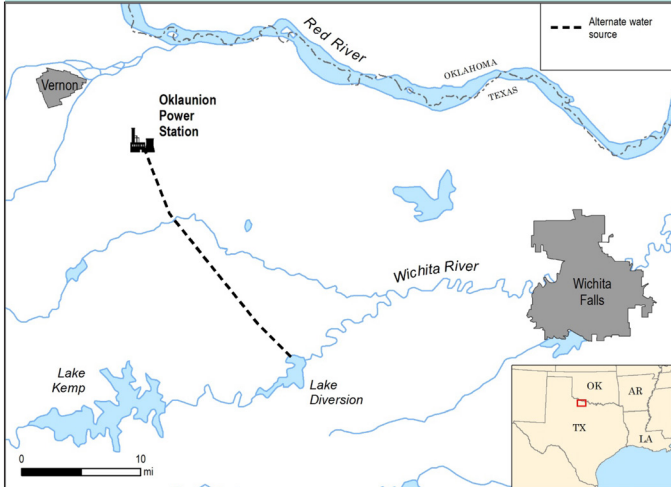 Alternate water
source
Red River
OKLAHOMA
TEXAS
Vernon
Oklaunion
Power
Station
Wichita River
Wichita
Falls
Lake
Kemp
Lake
Diversion
0 10
mi
OK
AR
TX
LA